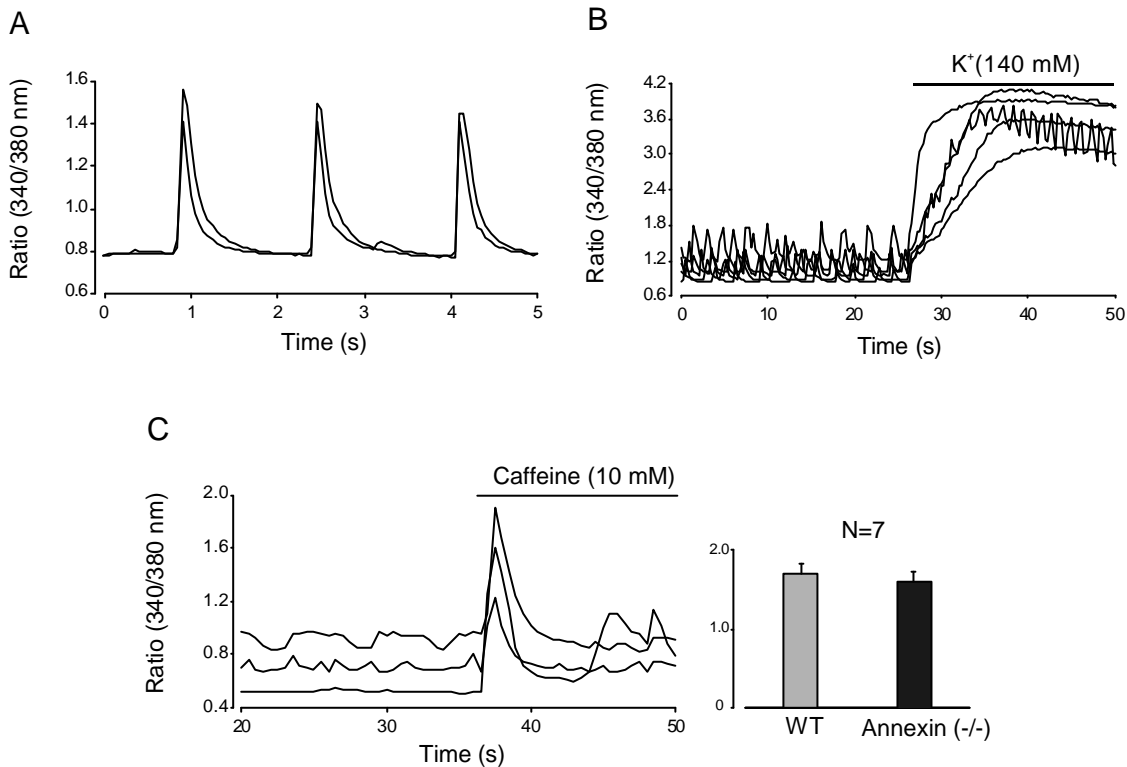 A
Ratio (340/380 nm)
1.6
1.4
1.2
1.0
0.8
0.6
0 1 2 3 4 5
Time (s)
B
K⁺(140 mM)
Ratio (340/380 nm)
4.2
3.6
3.0
2.4
1.8
1.2
0.6
0 10 20 30 40 50
Time (s)
C
Caffeine (10 mM)
Ratio (340/380 nm)
2.0
1.6
1.2
0.8
0.4
20 30 40 50
Time (s)
N=7
2.0
1.0
0
WT Annexin (-/-)